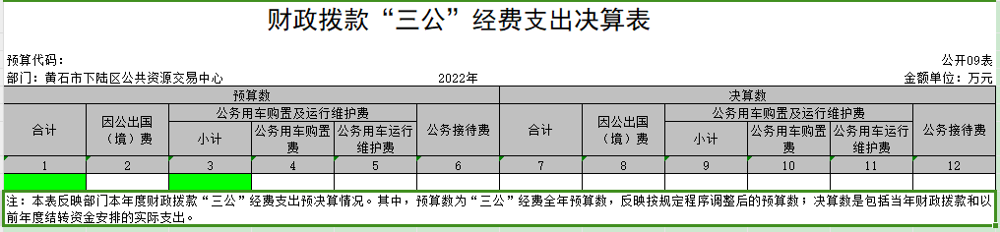 财政拨款“三公”经费支出决算表
预算代码： 公开09表
部门：黄石市下陆区公共资源交易中心 2022年 金额单位：万元
预算数 决算数
合计 因公出国（境）费 公务用车购置及运行维护费 公务接待费 合计 因公出国（境）费 公务用车购置及运行维护费 公务接待费
小计 公务用车购置费 公务用车运行维护费 小计 公务用车购置费 公务用车运行维护费
1 2 3 4 5 6 7 8 9 10 11 12
注：本表反映部门本年度财政拨款“三公”经费支出预决算情况。其中，预算数为“三公”经费全年预算数，反映按规定程序调整后的预算数；决算数是包括当年财政拨款和以
前年度结转资金安排的实际支出。